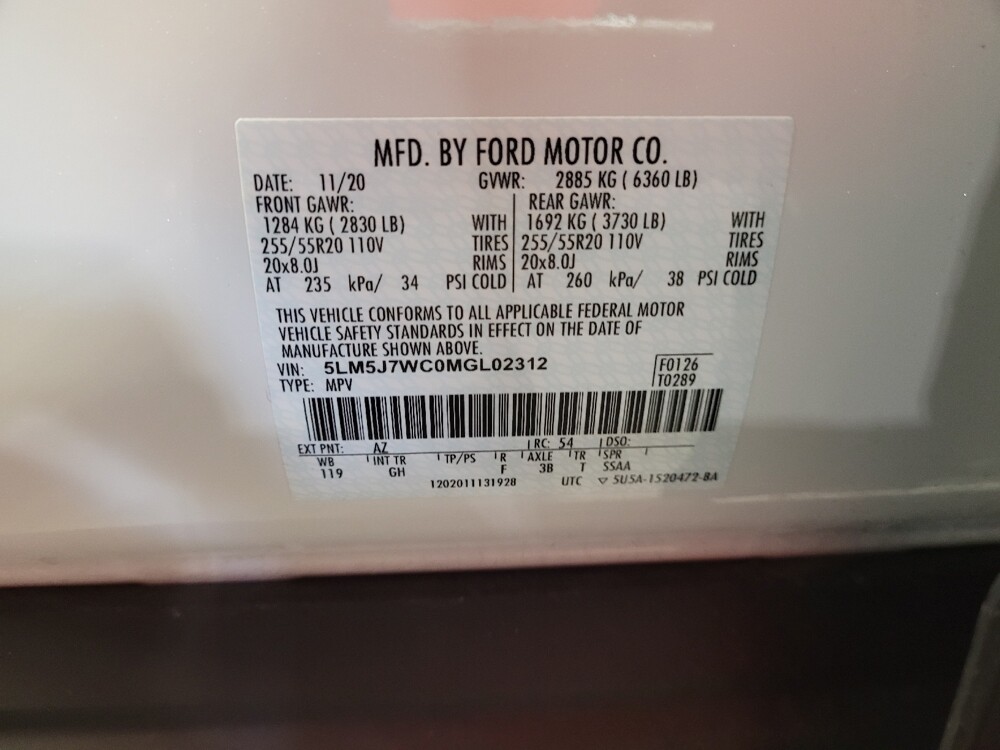 MFD. BY FORD MOTOR CO.
DATE: 11/20 GVWR: 2885 KG ( 6360 LB)
FRONT GAWR: REAR GAWR:
1284 KG ( 2830 LB) WITH 1692 KG ( 3730 LB) WITH
255/55R20 110V TIRES 255/55R20 110V TIRES
20x8.0J RIMS 20x8.0J RIMS
AT 235 kPa/ 34 PSI COLD AT 260 kPa/ 38 PSI COLD
THIS VEHICLE CONFORMS TO ALL APPLICABLE FEDERAL MOTOR
VEHICLE SAFETY STANDARDS IN EFFECT ON THE DATE OF
MANUFACTURE SHOWN ABOVE.
VIN: 5LM5J7WC0MGL02312 F0126
TYPE: MPV T0289
EXT PNT: AZ RC: 54 DSO:
WB INT TR TP/PS R AXLE TR SPR
119 GH F 3B T SSAA
1202011131928 UTC ▽ 5U5A-1520472-BA